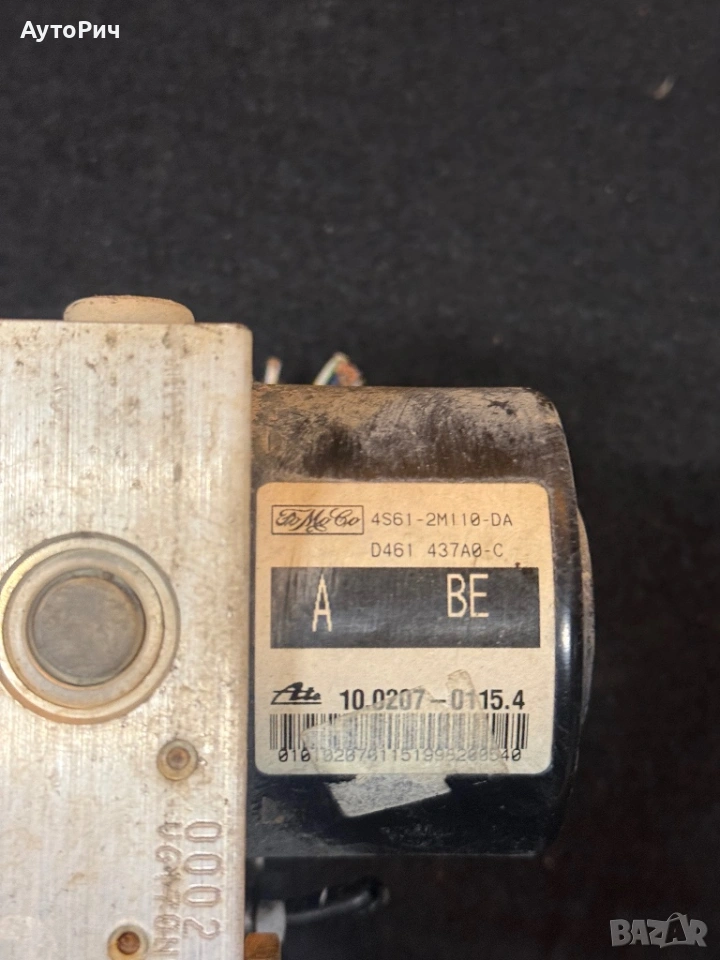 АутоРич
FoMoCo 4S61-2M110-DA
D461 437A0-C
A BE
Ate 10.0207-0115.4
0002
BAZAR